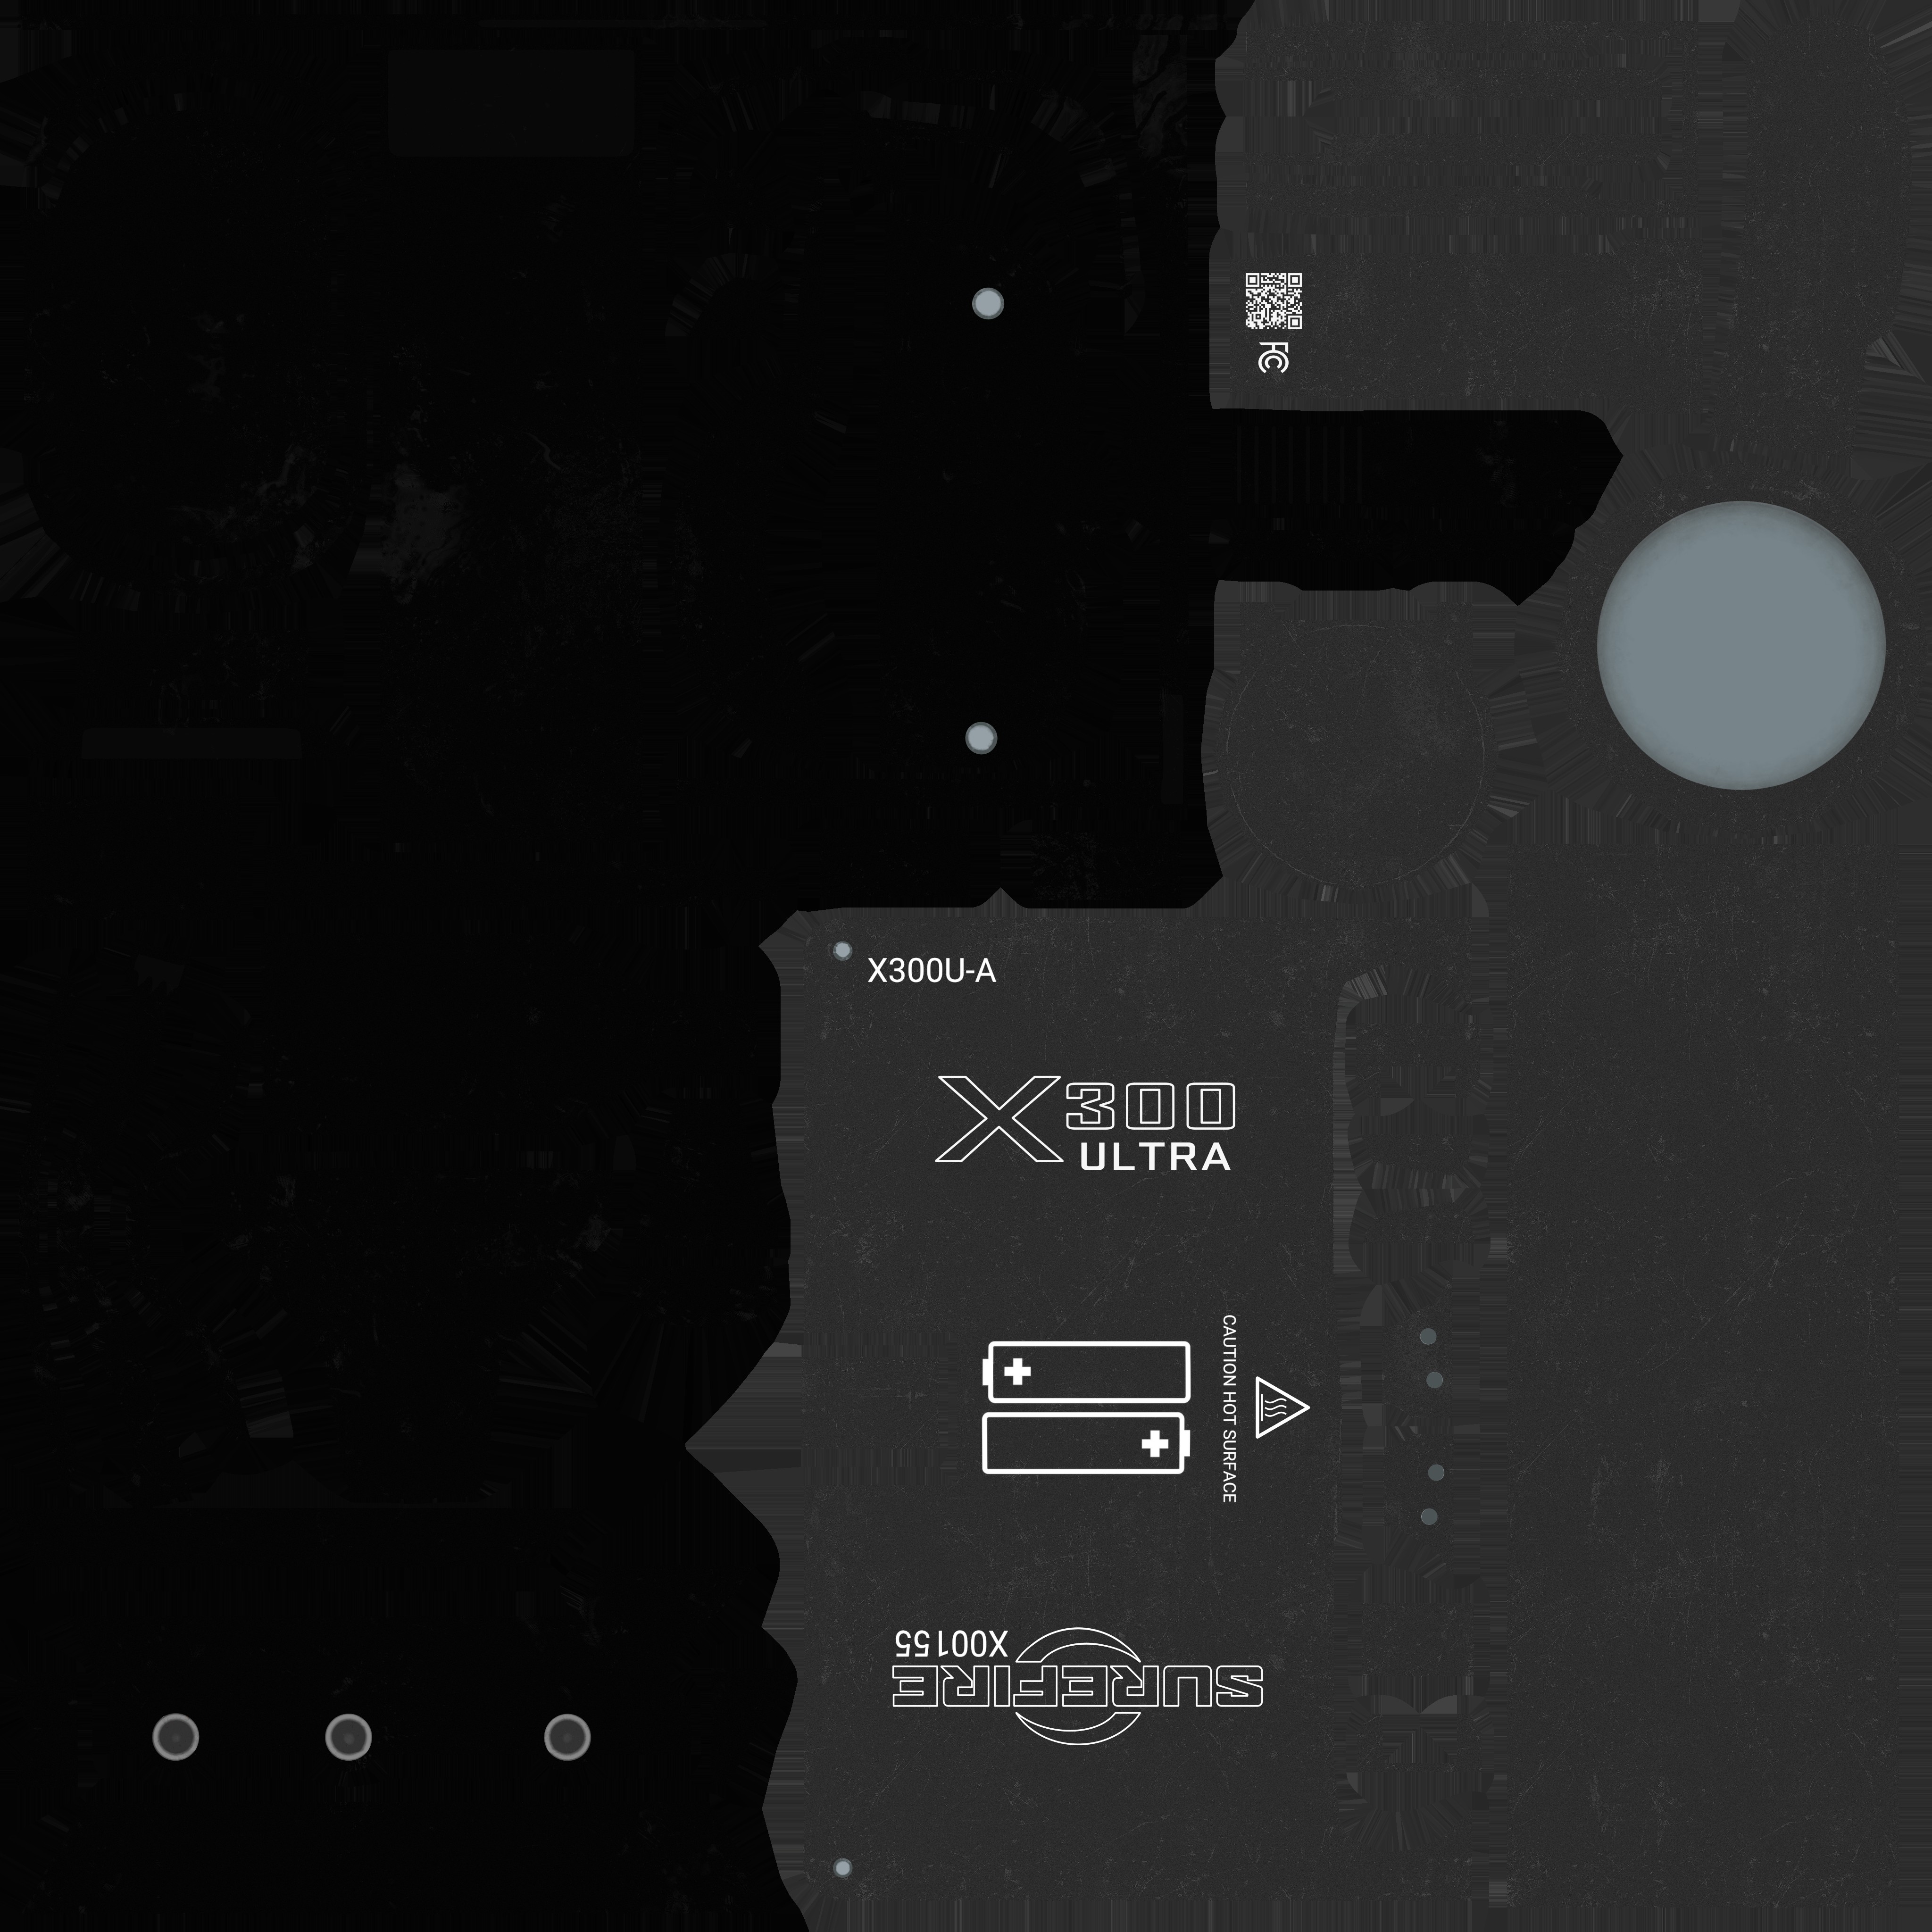 FC
X300U-A
X300
ULTRA
CAUTION HOT SURFACE
X00155
SUREFIRE